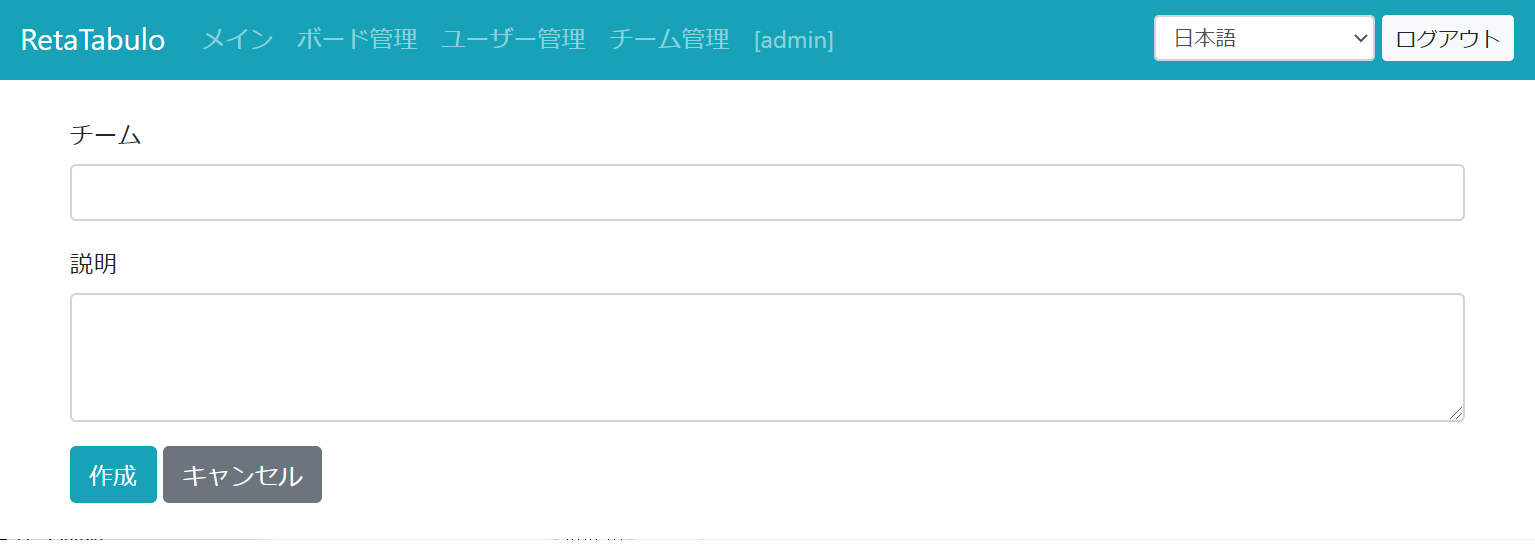 RetaTabulo メイン ボード管理 ユーザー管理 チーム管理 [admin] 日本語 ログアウト
チーム
説明
作成 キャンセル